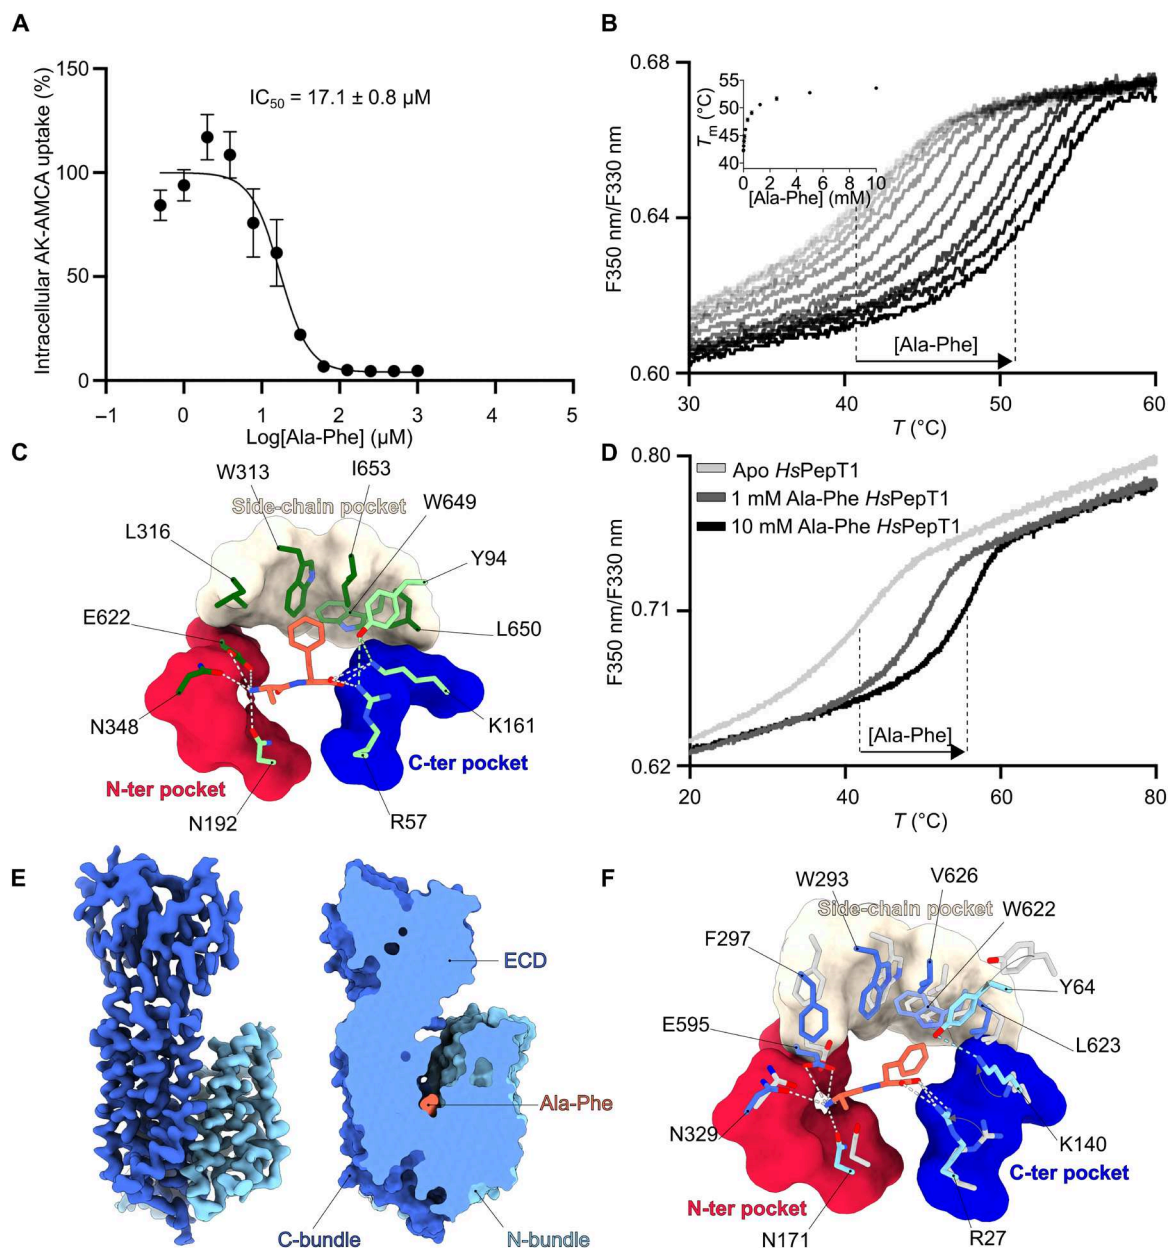 A
Intracellular AK-AMCA uptake (%)
150
100
50
0
IC50 = 17.1 ± 0.8 µM
–1
0
1
2
3
4
5
Log[Ala-Phe] (µM)
B
F350 nm/F330 nm
0.68
0.64
0.60
Tm (°C)
55
50
45
40
0
2
4
6
8
10
[Ala-Phe] (mM)
[Ala-Phe]
30
40
50
60
T (°C)
C
W313
I653
Side-chain pocket
W649
L316
Y94
E622
L650
N348
K161
C-ter pocket
N-ter pocket
N192
R57
D
F350 nm/F330 nm
0.80
0.71
0.62
Apo HsPepT1
1 mM Ala-Phe HsPepT1
10 mM Ala-Phe HsPepT1
[Ala-Phe]
20
40
60
80
T (°C)
E
ECD
Ala-Phe
C-bundle
N-bundle
F
V626
W293
W622
Side-chain pocket
F297
Y64
E595
L623
N329
K140
C-ter pocket
N-ter pocket
N171
R27